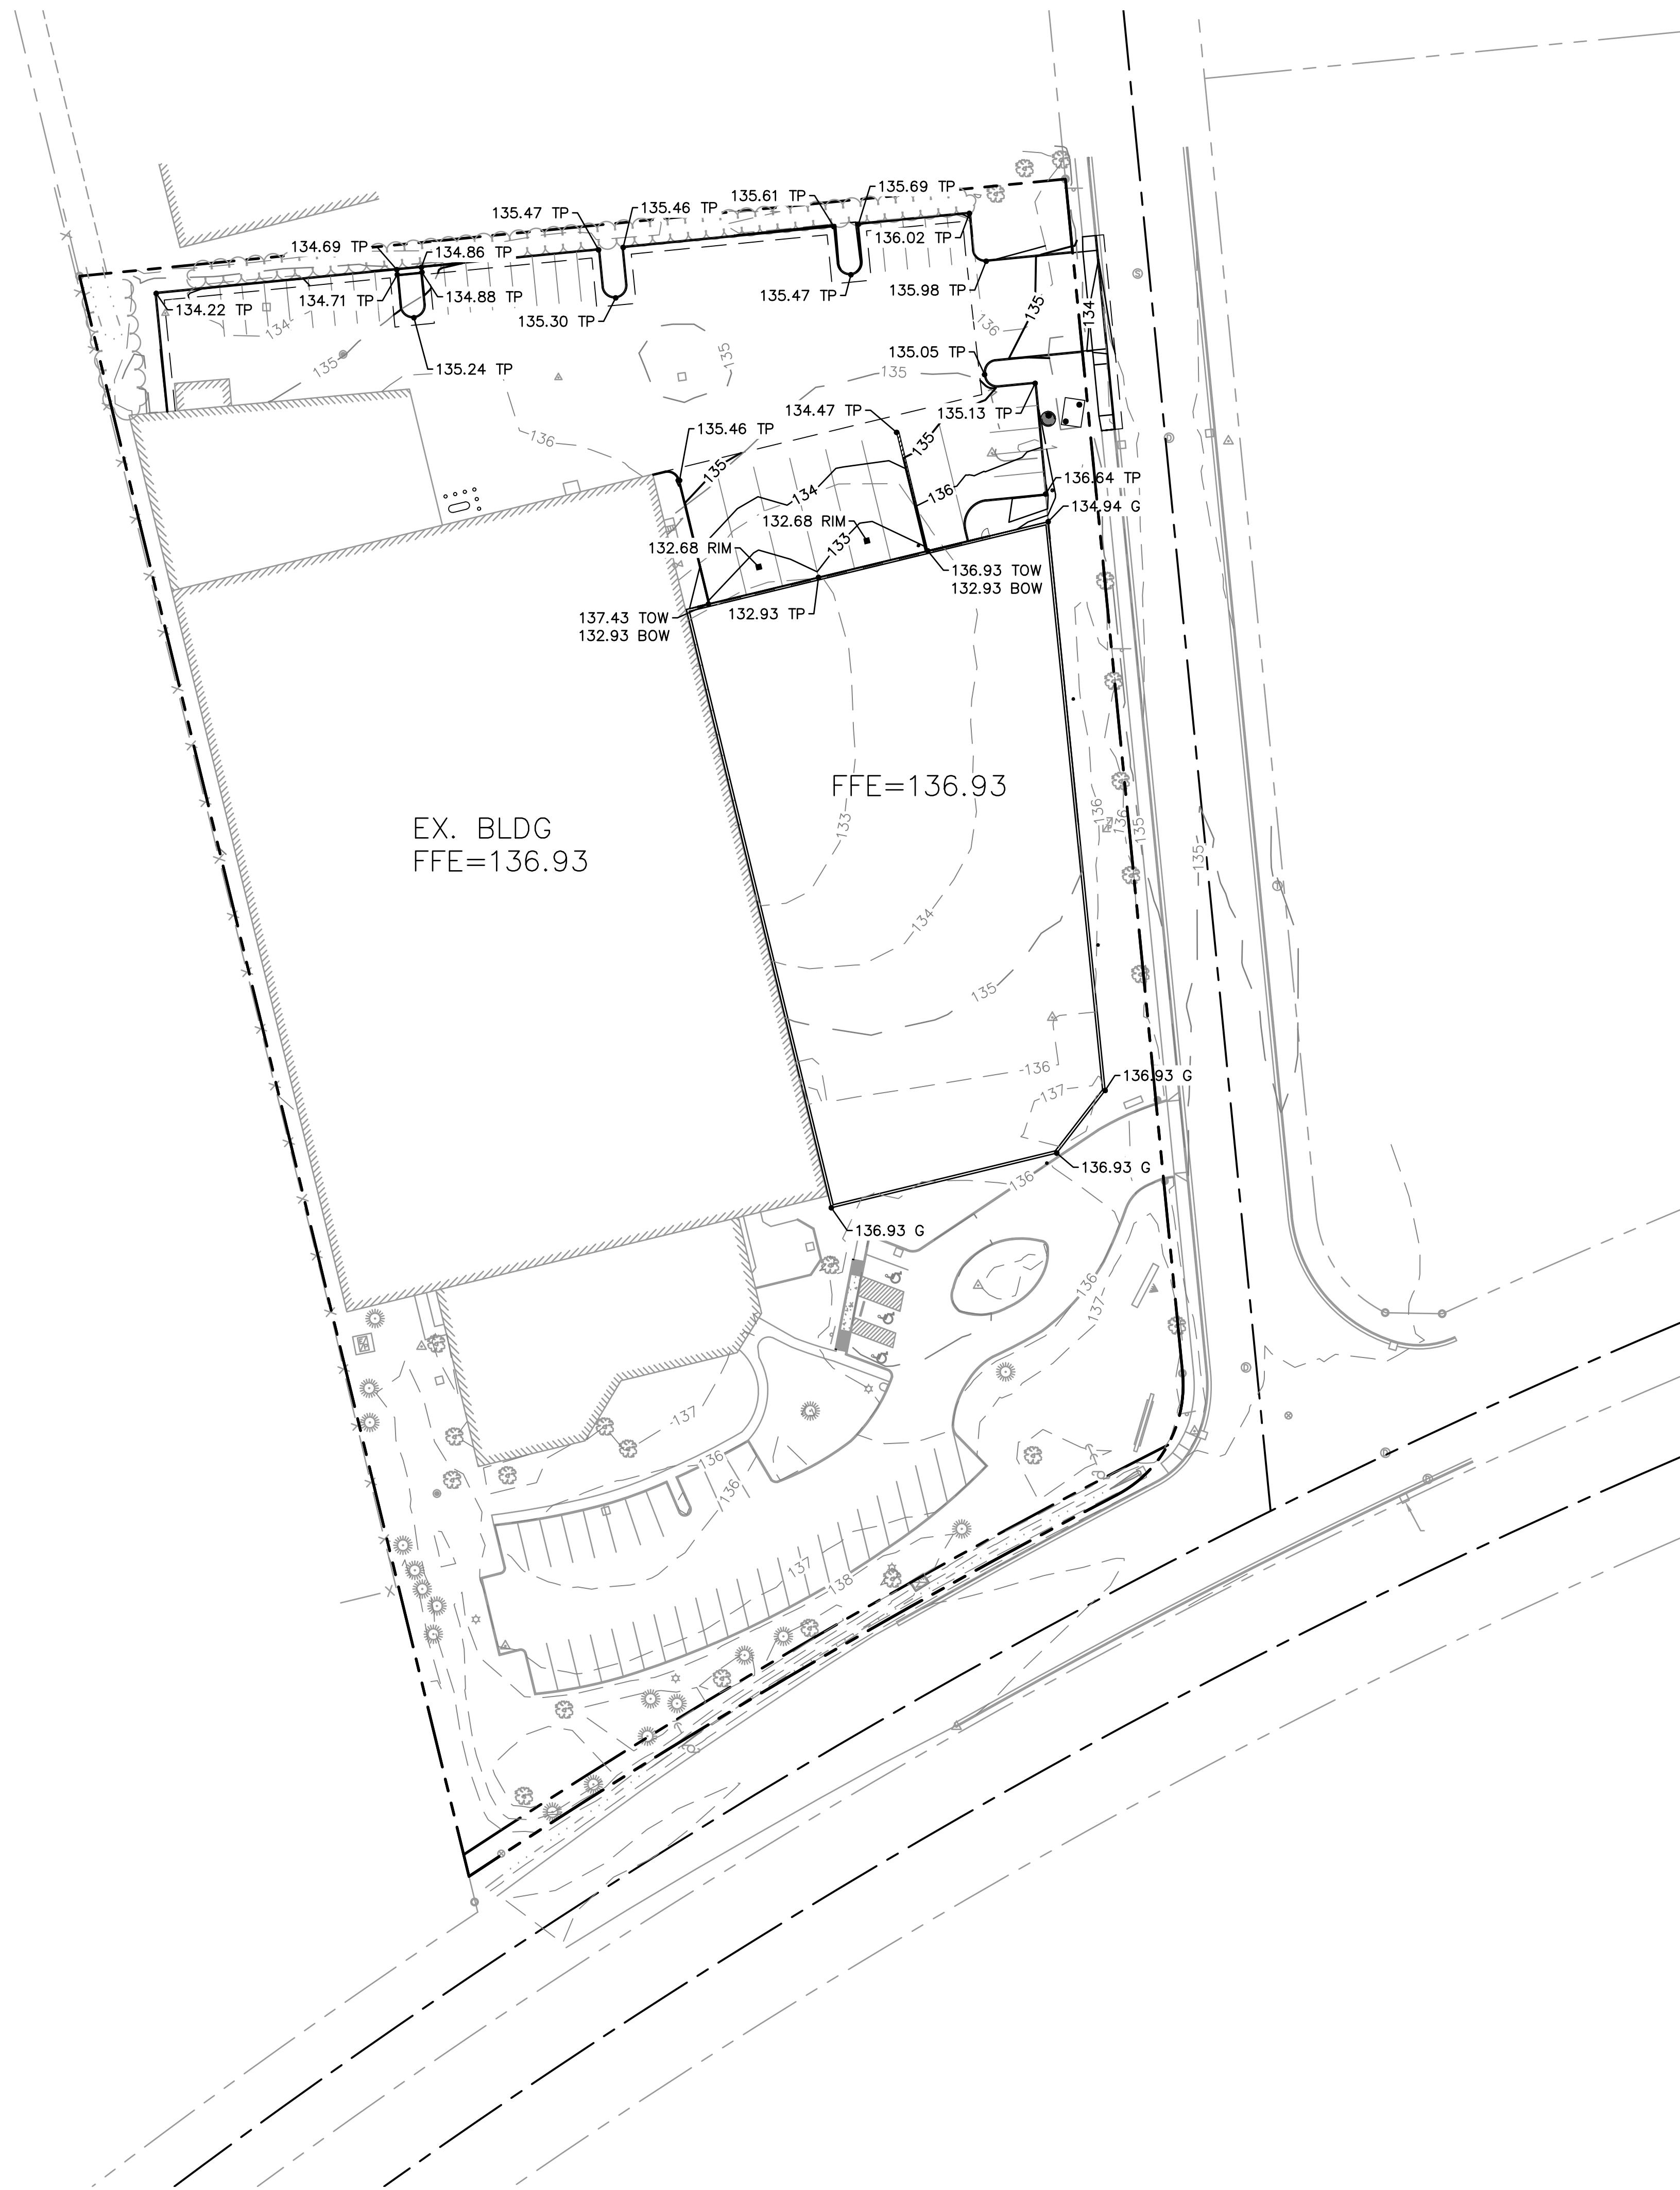 135.61 TP
135.69 TP
135.47 TP
135.46 TP
136.02 TP
134.69 TP
134.86 TP
134.71 TP
134.88 TP
135.47 TP
135.98 TP
134.22 TP
135.30 TP
135
134
134
136
135.24 TP
135
135
135.05 TP
135
134.47 TP
135.13 TP
136
135.46 TP
135
135
136.64 TP
134
136
134.94 G
132.68 RIM
133
132.68 RIM
136.93 TOW
132.93 BOW
137.43 TOW
132.93 BOW
132.93 TP
FFE=136.93
133
136
136
135
135
EX. BLDG
FFE=136.93
134
135
136
137
136.93 G
136.93 G
136
136.93 G
136
137
137
136
136
137
138